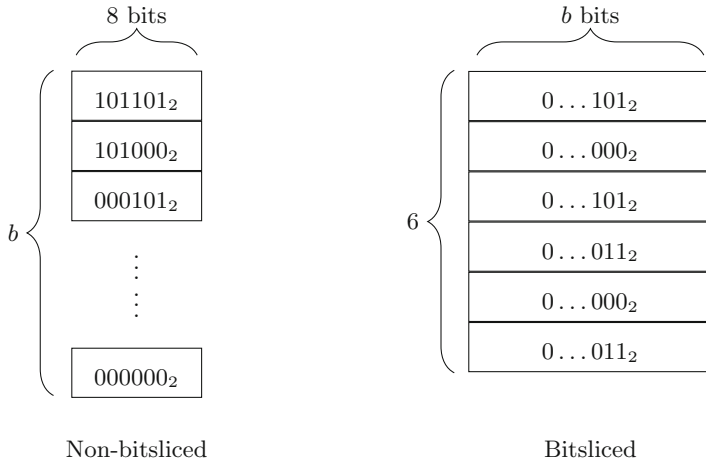 8 bits
b
101101₂
101000₂
000101₂
000000₂
Non-bitsliced
b bits
6
0...101₂
0...000₂
0...101₂
0...011₂
0...000₂
0...011₂
Bitsliced